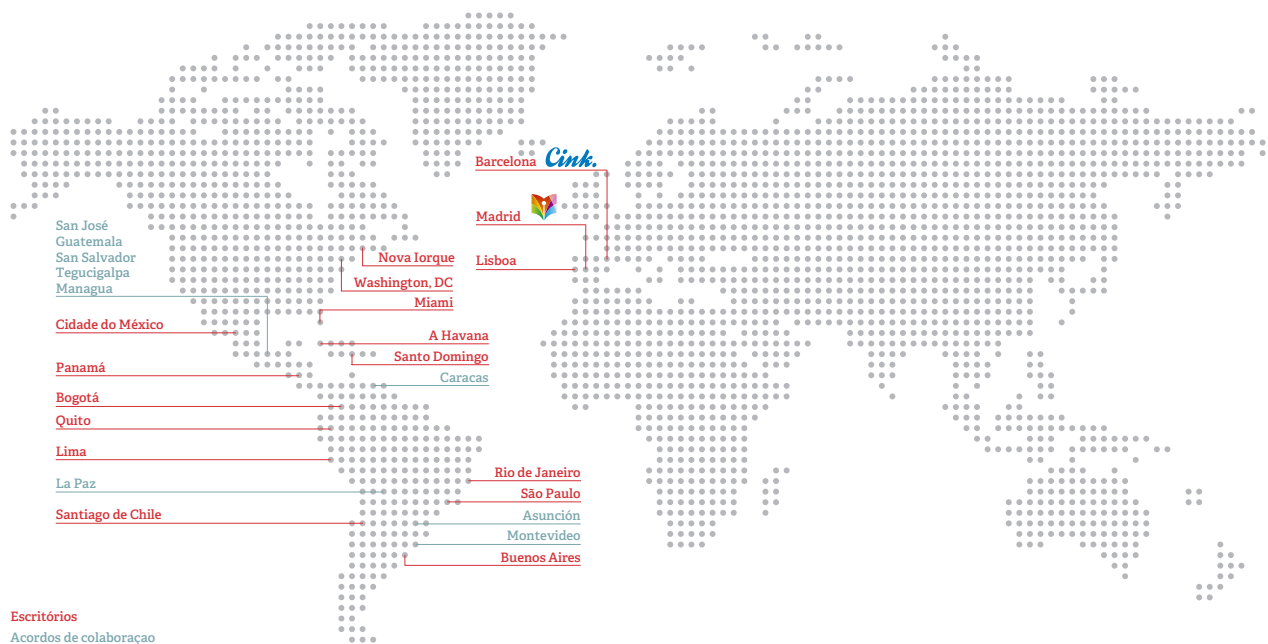 Barcelona Cink.
Madrid
Lisboa
San José
Guatemala
San Salvador
Tegucigalpa
Managua
Nova Iorque
Washington, DC
Miami
Cidade do México
A Havana
Santo Domingo
Caracas
Panamá
Bogotá
Quito
Lima
La Paz
Santiago de Chile
Rio de Janeiro
São Paulo
Asunción
Montevideo
Buenos Aires
Escritórios
Acordos de colaboraçao